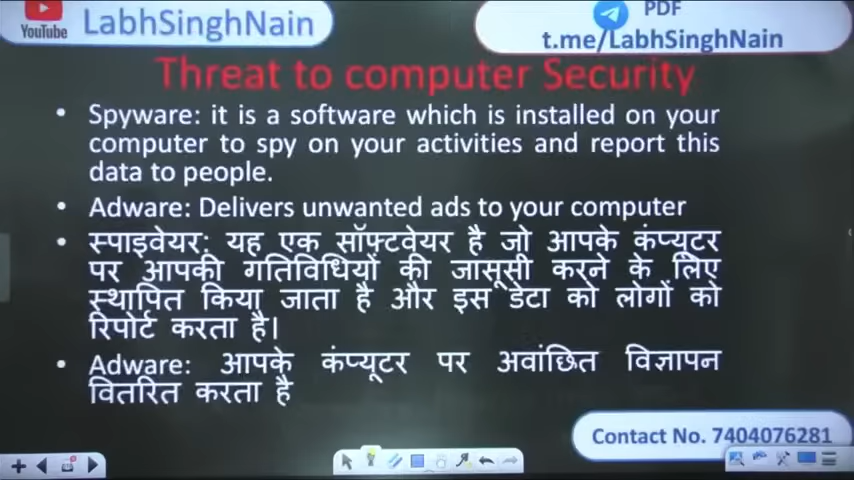 YouTube LabhSinghNain
PDF
t.me/LabhSinghNain
Threat to computer Security
• Spyware: it is a software which is installed on your
computer to spy on your activities and report this
data to people.
• Adware: Delivers unwanted ads to your computer
• स्पाइवेयर: यह एक सॉफ्टवेयर है जो आपके कंप्यूटर
पर आपकी गतिविधियों की जासूसी करने के लिए
स्थापित किया जाता है और इस डेटा को लोगों को
रिपोर्ट करता है।
• Adware: आपके कंप्यूटर पर अवांछित विज्ञापन
वितरित करता है
Contact No. 7404076281